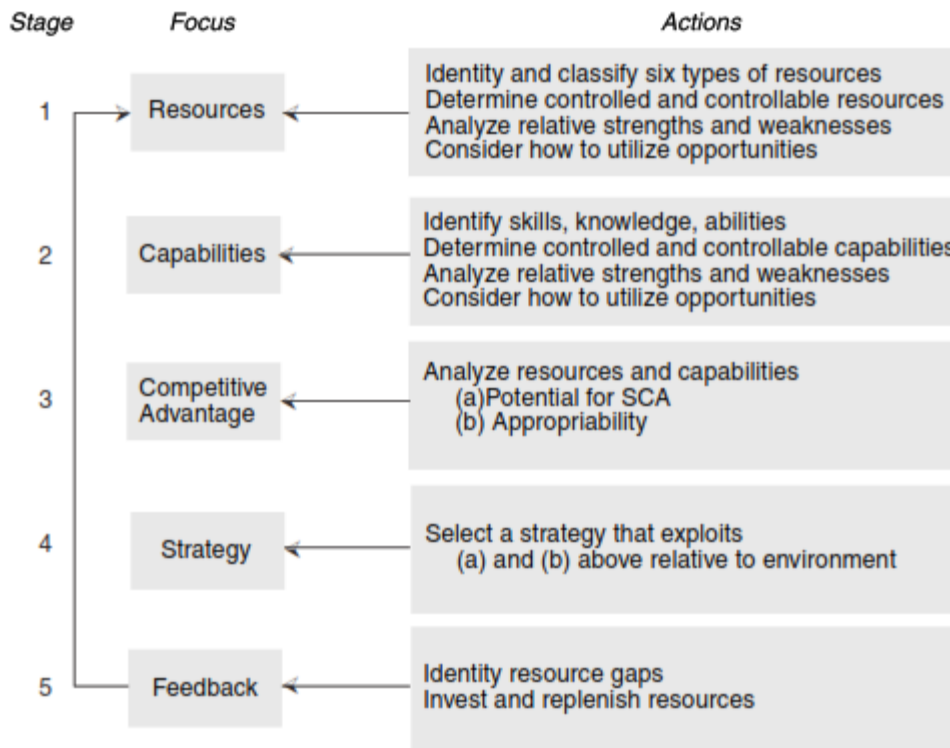 Stage Focus Actions
1 Resources
Identity and classify six types of resources
Determine controlled and controllable resources
Analyze relative strengths and weaknesses
Consider how to utilize opportunities
2 Capabilities
Identify skills, knowledge, abilities
Determine controlled and controllable capabilities
Analyze relative strengths and weaknesses
Consider how to utilize opportunities
3 Competitive
Advantage
Analyze resources and capabilities
(a)Potential for SCA
(b) Appropriability
4 Strategy
Select a strategy that exploits
(a) and (b) above relative to environment
5 Feedback
Identity resource gaps
Invest and replenish resources